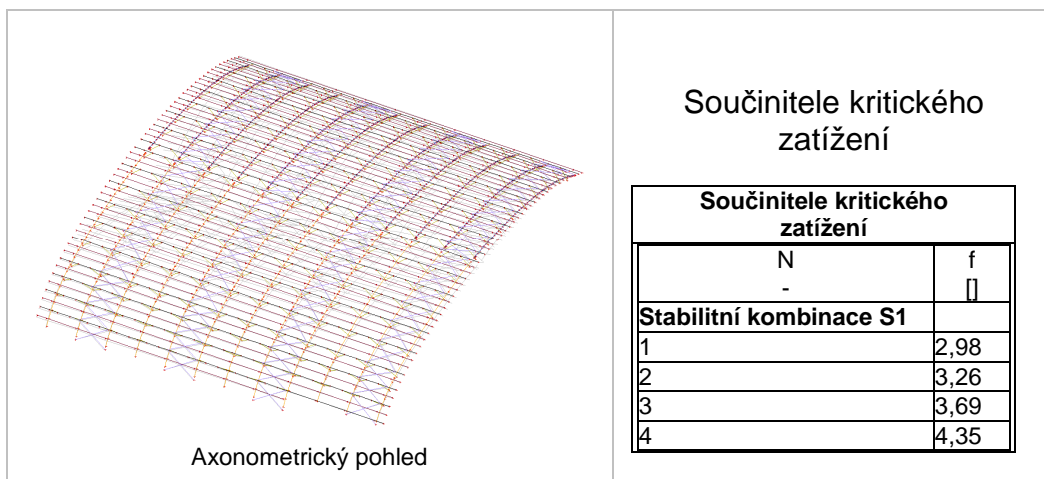 Axonometrický pohled
Součinitele kritického
zatížení
Součinitele kritického
zatížení
N f
- []
Stabilitní kombinace S1
1 2,98
2 3,26
3 3,69
4 4,35